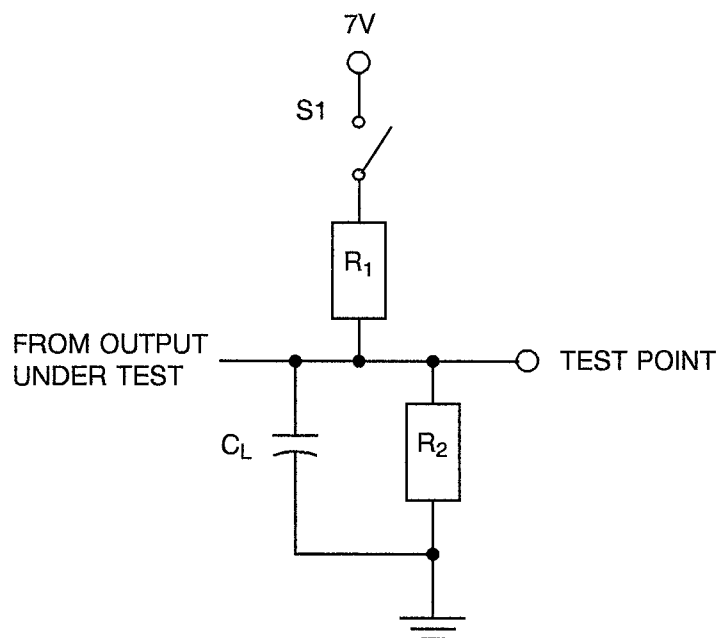 7V
S1
R1
FROM OUTPUT
UNDER TEST
TEST POINT
CL
R2